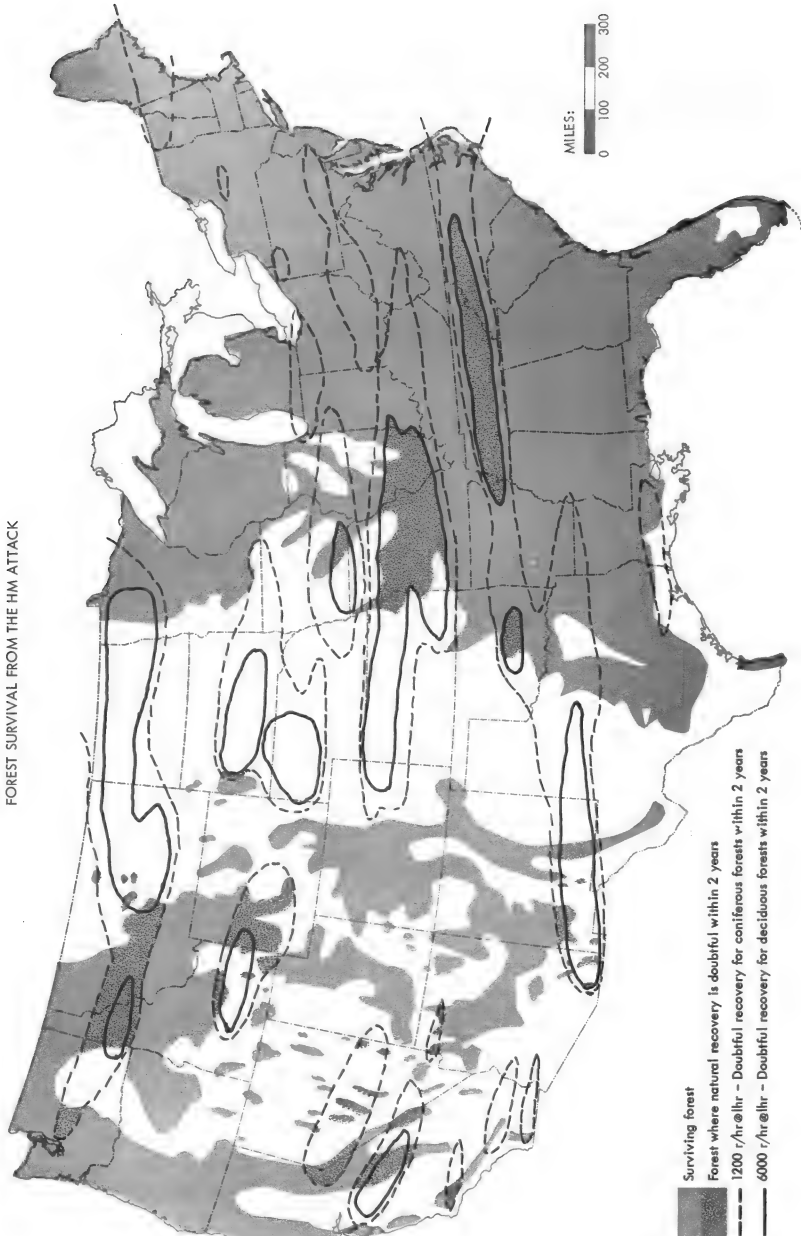 FOREST SURVIVAL FROM THE HM ATTACK
MILES:
0 100 200 300
Surviving forest
Forest where natural recovery is doubtful within 2 years
1200 r/hr@1hr – Doubtful recovery for coniferous forests within 2 years
6000 r/hr@1hr – Doubtful recovery for deciduous forests within 2 years